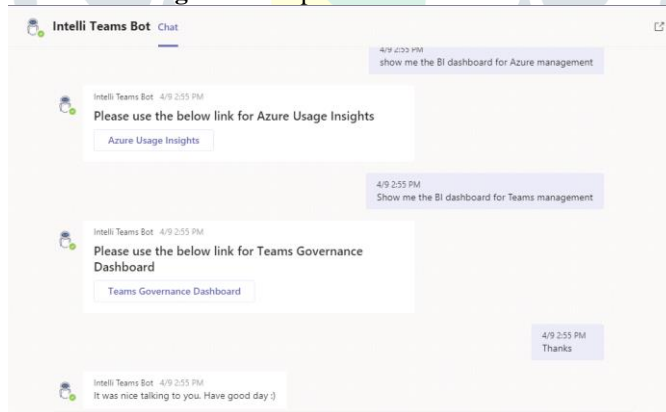 Intelli Teams Bot Chat
4/9 2:55 PM
show me the BI dashboard for Azure management
Intelli Teams Bot 4/9 2:55 PM
Please use the below link for Azure Usage Insights
Azure Usage Insights
4/9 2:55 PM
Show me the BI dashboard for Teams management
Intelli Teams Bot 4/9 2:55 PM
Please use the below link for Teams Governance
Dashboard
Teams Governance Dashboard
4/9 2:55 PM
Thanks
Intelli Teams Bot 4/9 2:55 PM
It was nice talking to you. Have good day :)